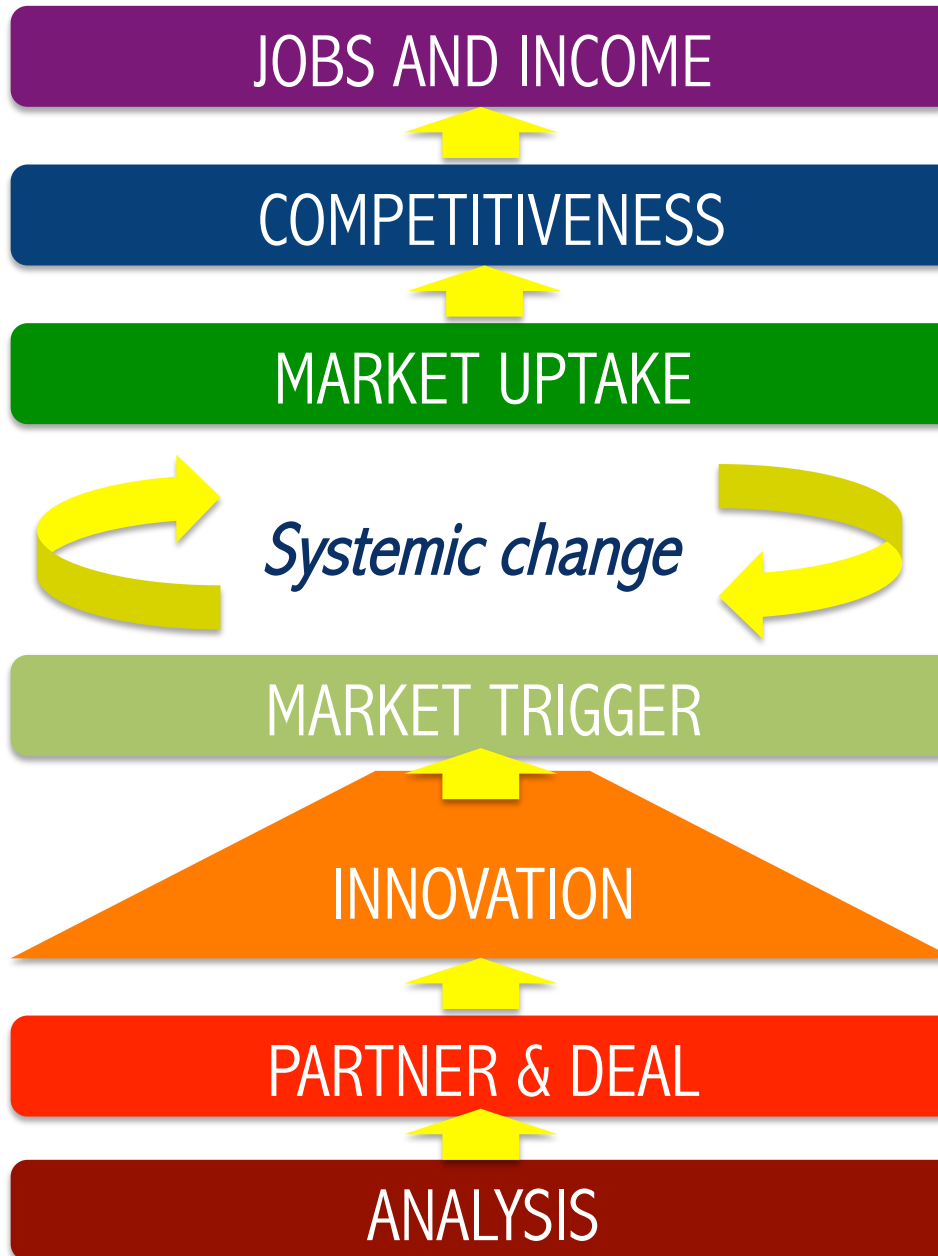 JOBS AND INCOME
COMPETITIVENESS
MARKET UPTAKE
Systemic change
MARKET TRIGGER
INNOVATION
PARTNER & DEAL
ANALYSIS